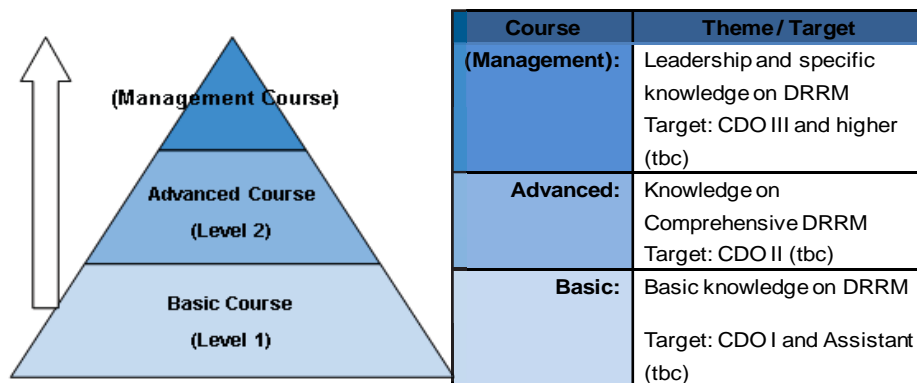 (Management Course)
Advanced Course
(Level 2)
Basic Course
(Level 1)
Course Theme / Target
(Management): Leadership and specific
knowledge on DRRM
Target: CDO III and higher
(tbc)
Advanced: Knowledge on
Comprehensive DRRM
Target: CDO II (tbc)
Basic: Basic knowledge on DRRM
Target: CDO I and Assistant
(tbc)